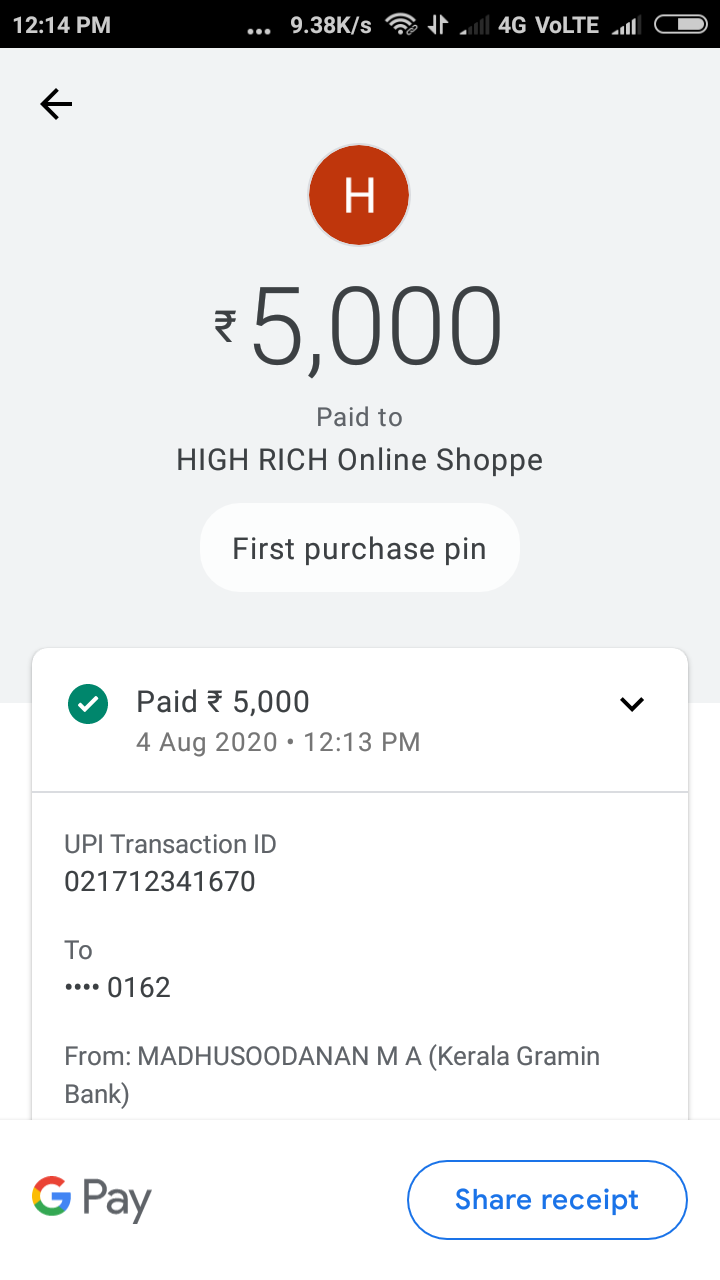 12:14 PM ... 9.38K/s 4G VoLTE
H
₹5,000
Paid to
HIGH RICH Online Shoppe
First purchase pin
Paid ₹ 5,000
4 Aug 2020 • 12:13 PM
UPI Transaction ID
021712341670
To
•••• 0162
From: MADHUSOODANAN M A (Kerala Gramin
Bank)
G Pay
Share receipt